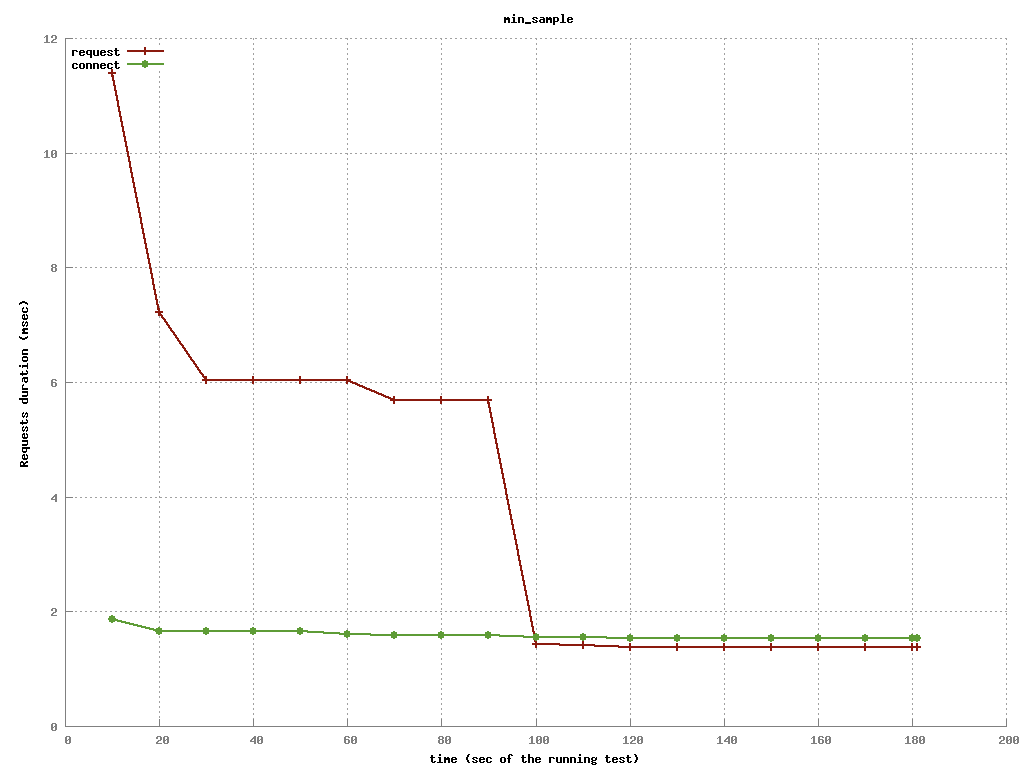 min_sample
request
connect
12
10
8
6
4
2
0
Requests duration (msec)
0 20 40 60 80 100 120 140 160 180 200
time (sec of the running test)